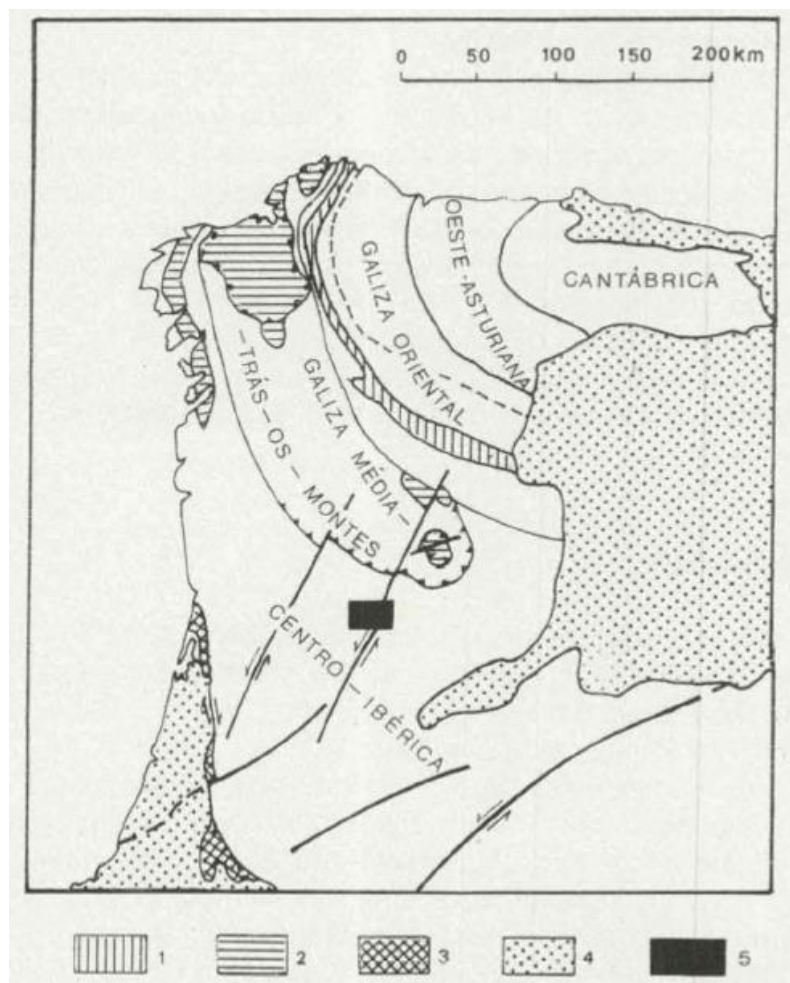 0 50 100 150 200km
OESTE-ASTURIANA
CANTÁBRICA
GALIZA ORIENTAL
GALIZA MÉDIA-
-TRÁS-OS-MONTES
CENTRO-IBÉRICA
1 2 3 4 5